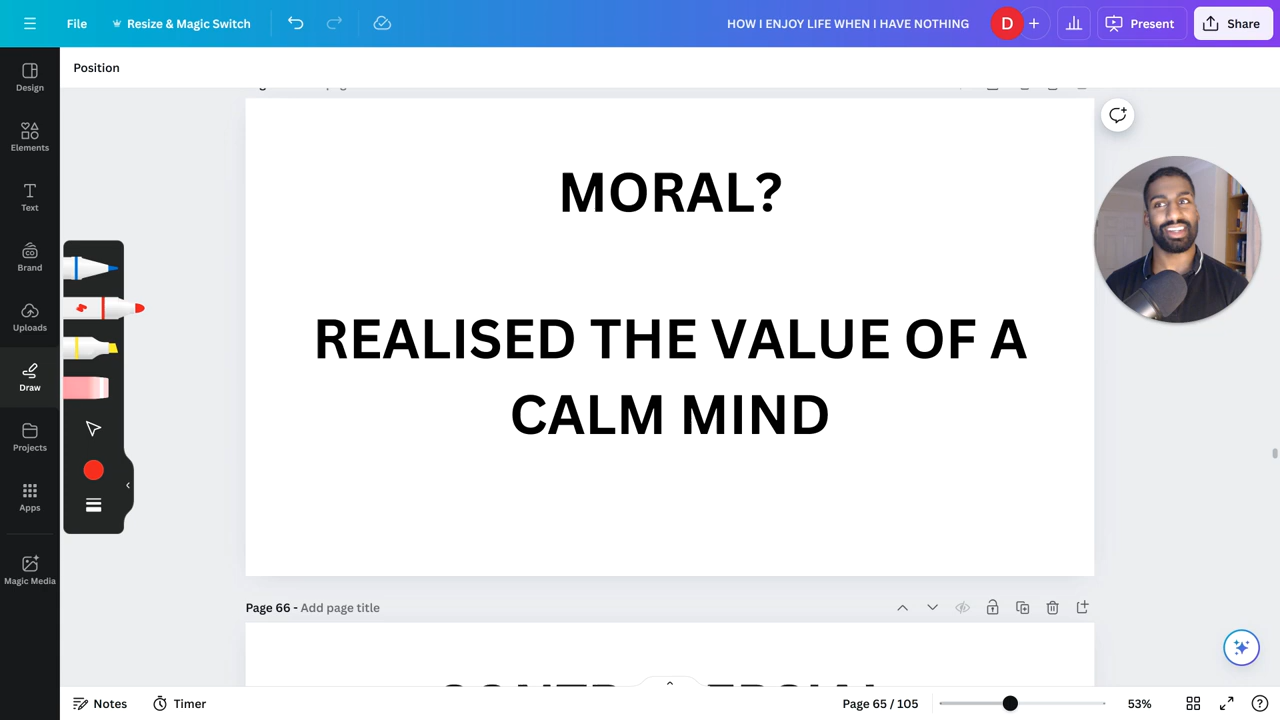 File
Resize & Magic Switch
HOW I ENJOY LIFE WHEN I HAVE NOTHING
D
Present
Share
Position
Design
Elements
Text
Brand
Uploads
Draw
Projects
Apps
Magic Media
MORAL?
REALISED THE VALUE OF A
CALM MIND
Page 66 - Add page title
Notes
Timer
Page 65 / 105
53%